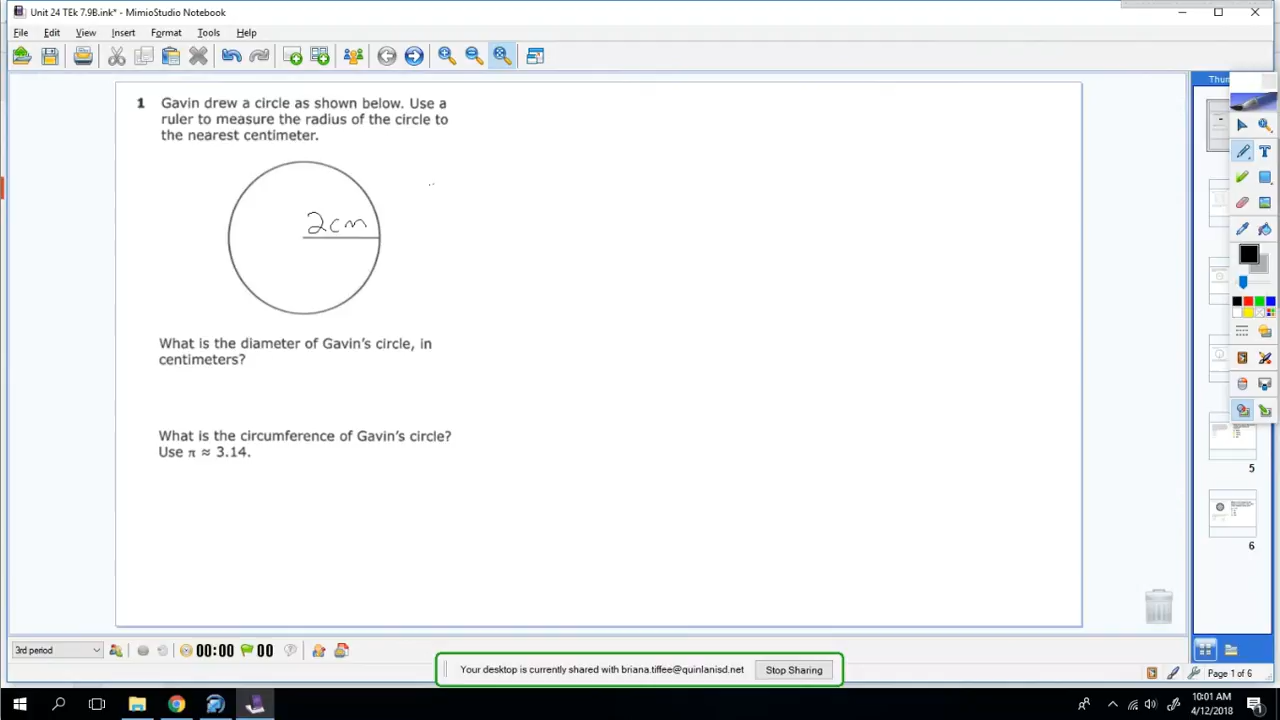 Unit 24 TEk 7.9B.ink* - MimioStudio Notebook
File Edit View Insert Format Tools Help
Thun
1 Gavin drew a circle as shown below. Use a
ruler to measure the radius of the circle to
the nearest centimeter.
2cm
What is the diameter of Gavin's circle, in
centimeters?
What is the circumference of Gavin's circle?
Use π ≈ 3.14.
T
5
6
3rd period
00:00
00
Your desktop is currently shared with briana.tiffee@quinlanisd.net
Stop Sharing
Page 1 of 6
10:01 AM
4/12/2018
1